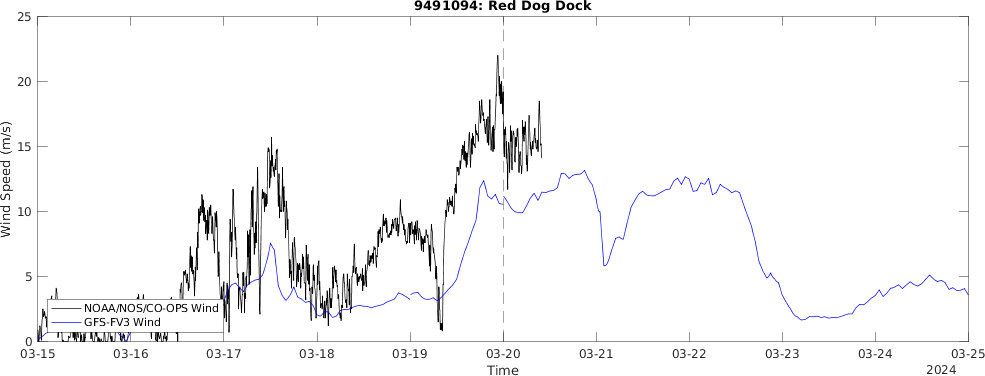 9491094: Red Dog Dock
25
20
15
10
5
0
Wind Speed (m/s)
NOAA/NOS/CO-OPS Wind
GFS-FV3 Wind
03-15 03-16 03-17 03-18 03-19 03-20 03-21 03-22 03-23 03-24 03-25
Time
2024